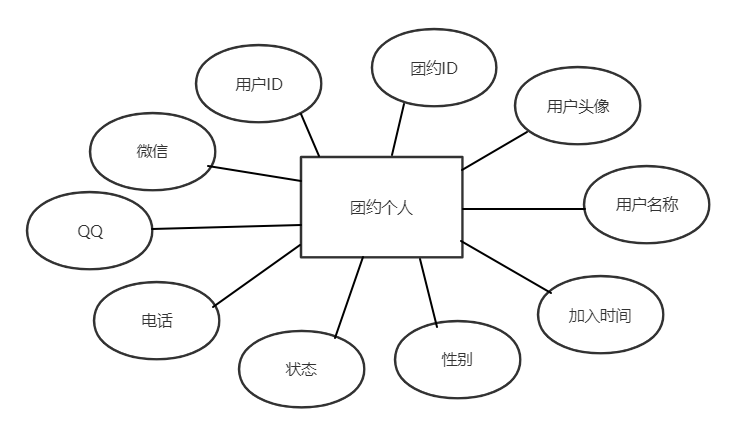 团约ID
用户ID
用户头像
微信
用户名称
团约个人
QQ
加入时间
电话
性别
状态